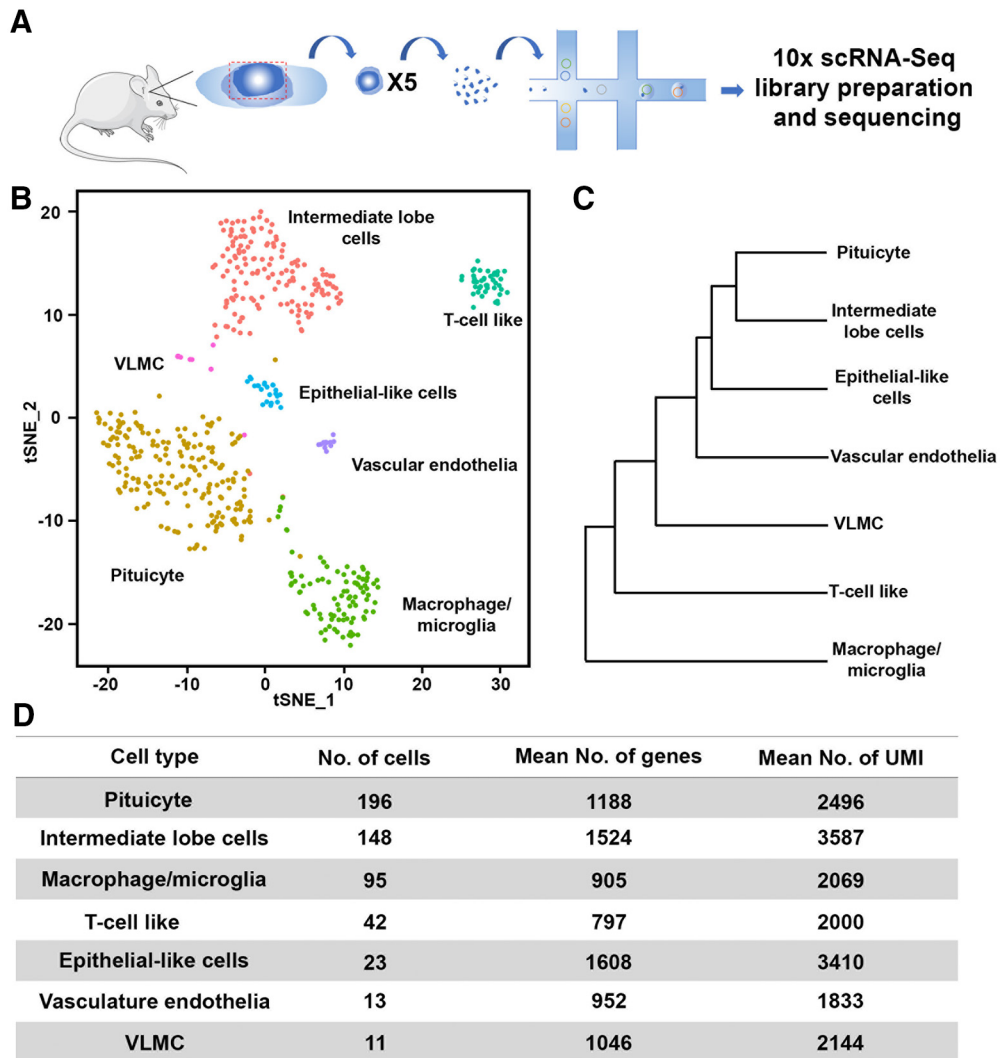 A
X5
10x scRNA-Seq
library preparation
and sequencing
B
20
10
0
-10
-20
tSNE_2
-20
-10
0
10
20
30
tSNE_1
Intermediate lobe
cells
T-cell like
VLMC
Epithelial-like cells
Vascular endothelia
Pituicyte
Macrophage/
microglia
C
Pituicyte
Intermediate
lobe cells
Epithelial-like
cells
Vascular endothelia
VLMC
T-cell like
Macrophage/
microglia
D
Cell type No. of cells Mean No. of genes Mean No. of UMI
Pituicyte 196 1188 2496
Intermediate lobe cells 148 1524 3587
Macrophage/microglia 95 905 2069
T-cell like 42 797 2000
Epithelial-like cells 23 1608 3410
Vasculature endothelia 13 952 1833
VLMC 11 1046 2144